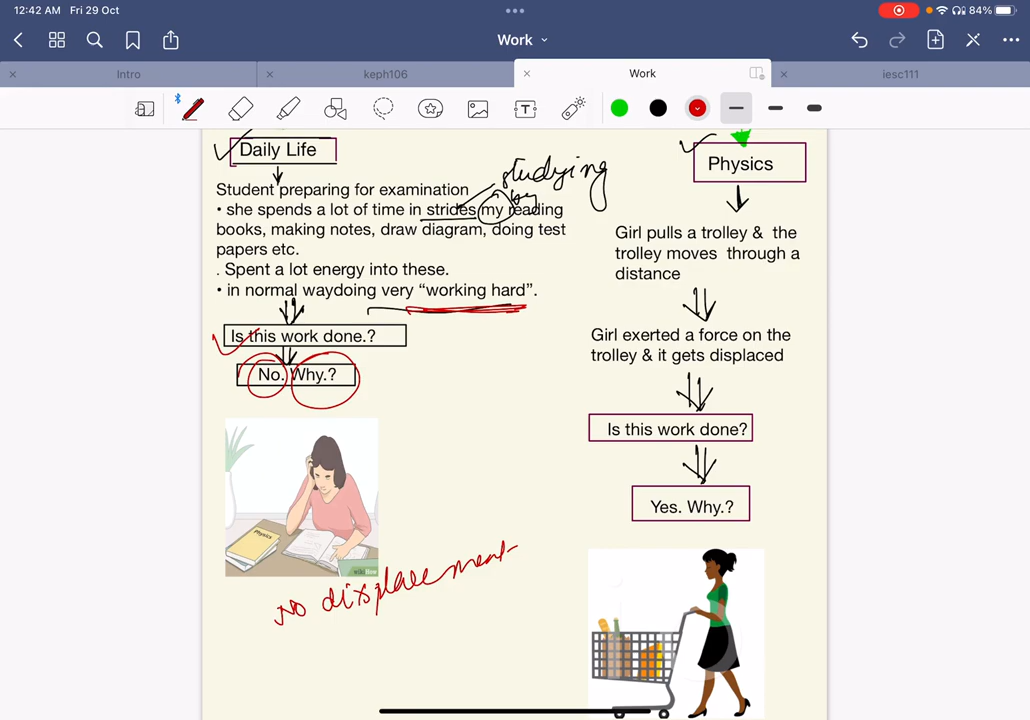 12:42 AM Fri 29 Oct
84%
Work
Intro
keph106
Work
iesc111
Daily Life
Student preparing for examination
• she spends a lot of time in strides my reading
studying
by
books, making notes, draw diagram, doing test
papers etc.
. Spent a lot energy into these.
• in normal waydoing very “working hard”.
Is this work done.?
No. Why.?
Physics
wikiHow
No displacement
Physics
Girl pulls a trolley & the
trolley moves through a
distance
Girl exerted a force on the
trolley & it gets displaced
Is this work done?
Yes. Why.?